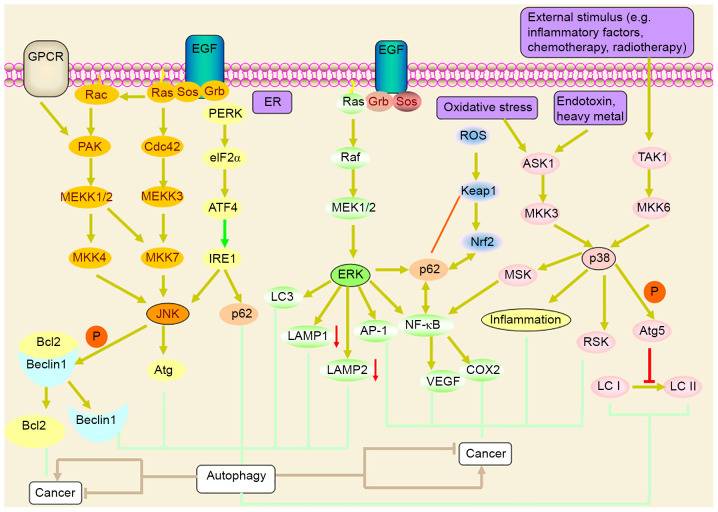 External stimulus (e.g.
inflammatory factors,
chemotherapy, radiotherapy)
GPCR
EGF
EGF
Rac
Ras
Sos
Grb
ER
Ras
Grb
Sos
Oxidative stress
Endotoxin,
heavy metal
PERK
ROS
PAK
Cdc42
eIF2α
Raf
ASK1
TAK1
MEKK1/2
MEKK3
ATF4
MEK1/2
Keap1
MKK3
MKK6
Nrf2
MKK4
MKK7
IRE1
ERK
p62
MSK
p38
P
LC3
JNK
p62
LAMP1
AP-1
NF-κB
Inflammation
RSK
Atg5
P
Bcl2
Beclin1
Atg
LAMP2
VEGF
COX2
LC I
LC II
Bcl2
Beclin1
Cancer
Autophagy
Cancer